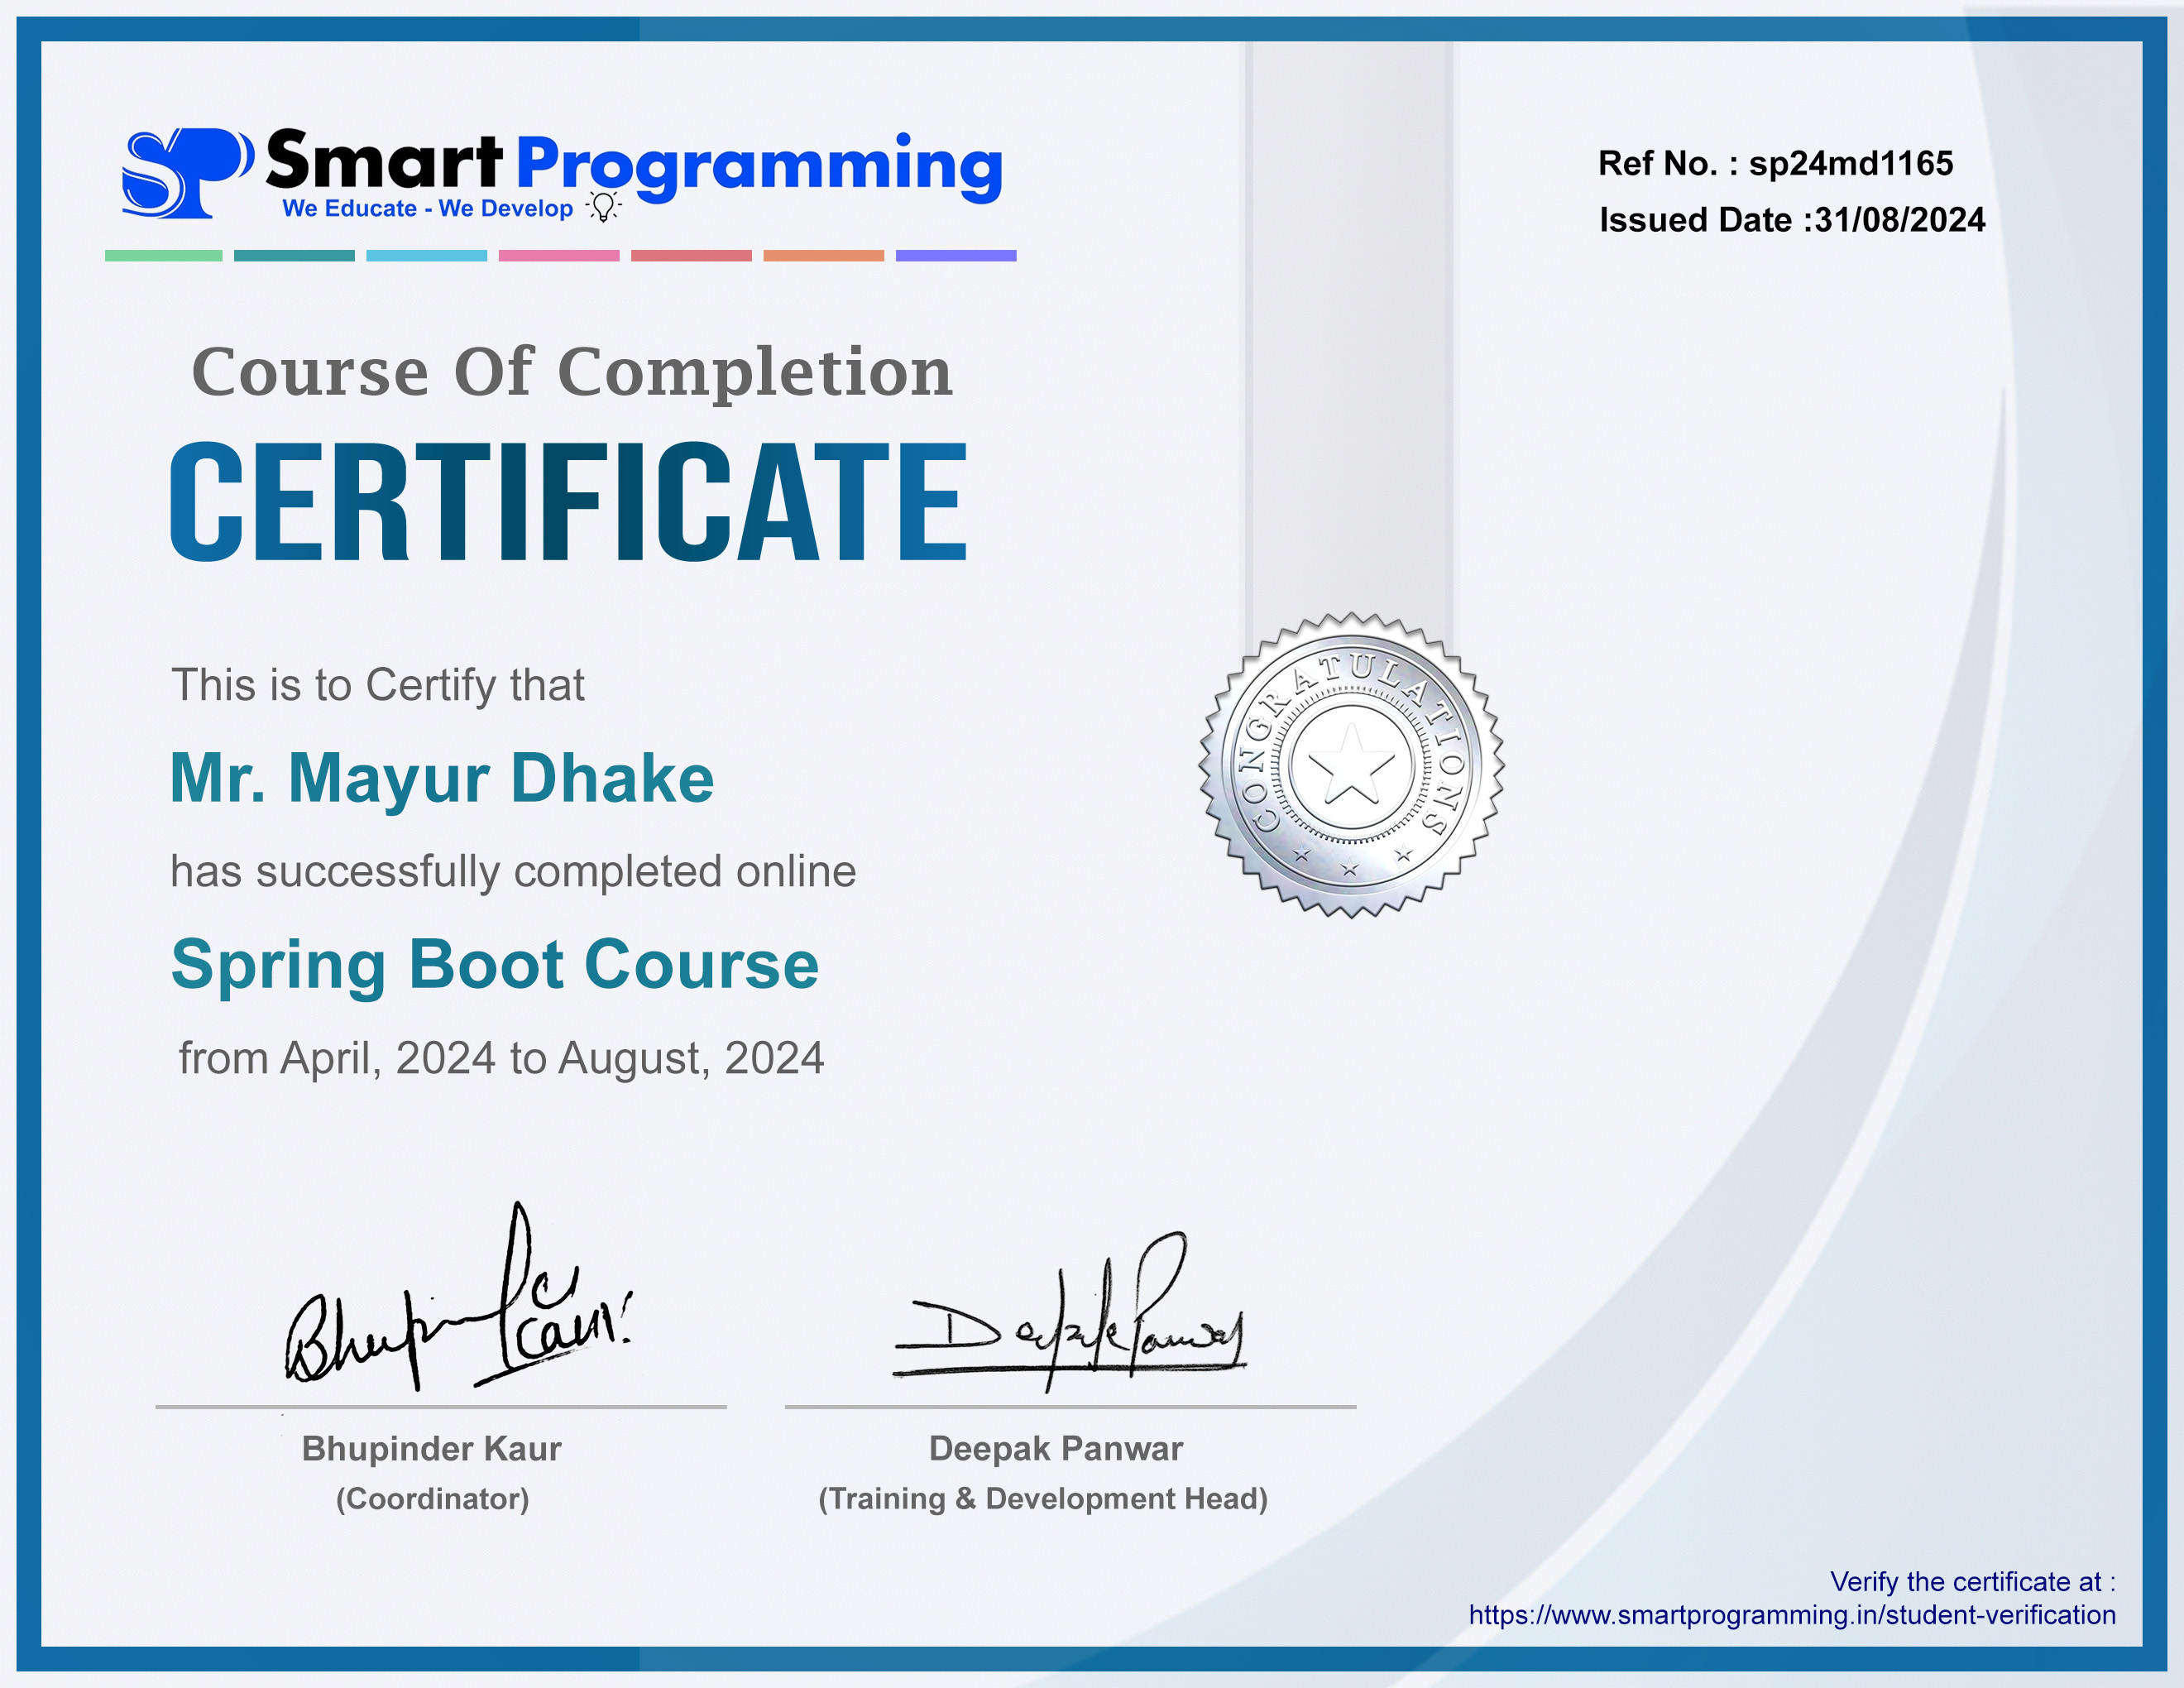 SP Smart Programming
We Educate - We Develop
Ref No. : sp24md1165
Issued Date :31/08/2024
Course Of Completion
CERTIFICATE
This is to Certify that
Mr. Mayur Dhake
has successfully completed online
Spring Boot Course
from April, 2024 to August, 2024
CONGRATULATIONS
Bhupinder Kaur
Deepak Panwar
Bhupinder Kaur
(Coordinator)
Deepak Panwar
(Training & Development Head)
Verify the certificate at :
https://www.smartprogramming.in/student-verification